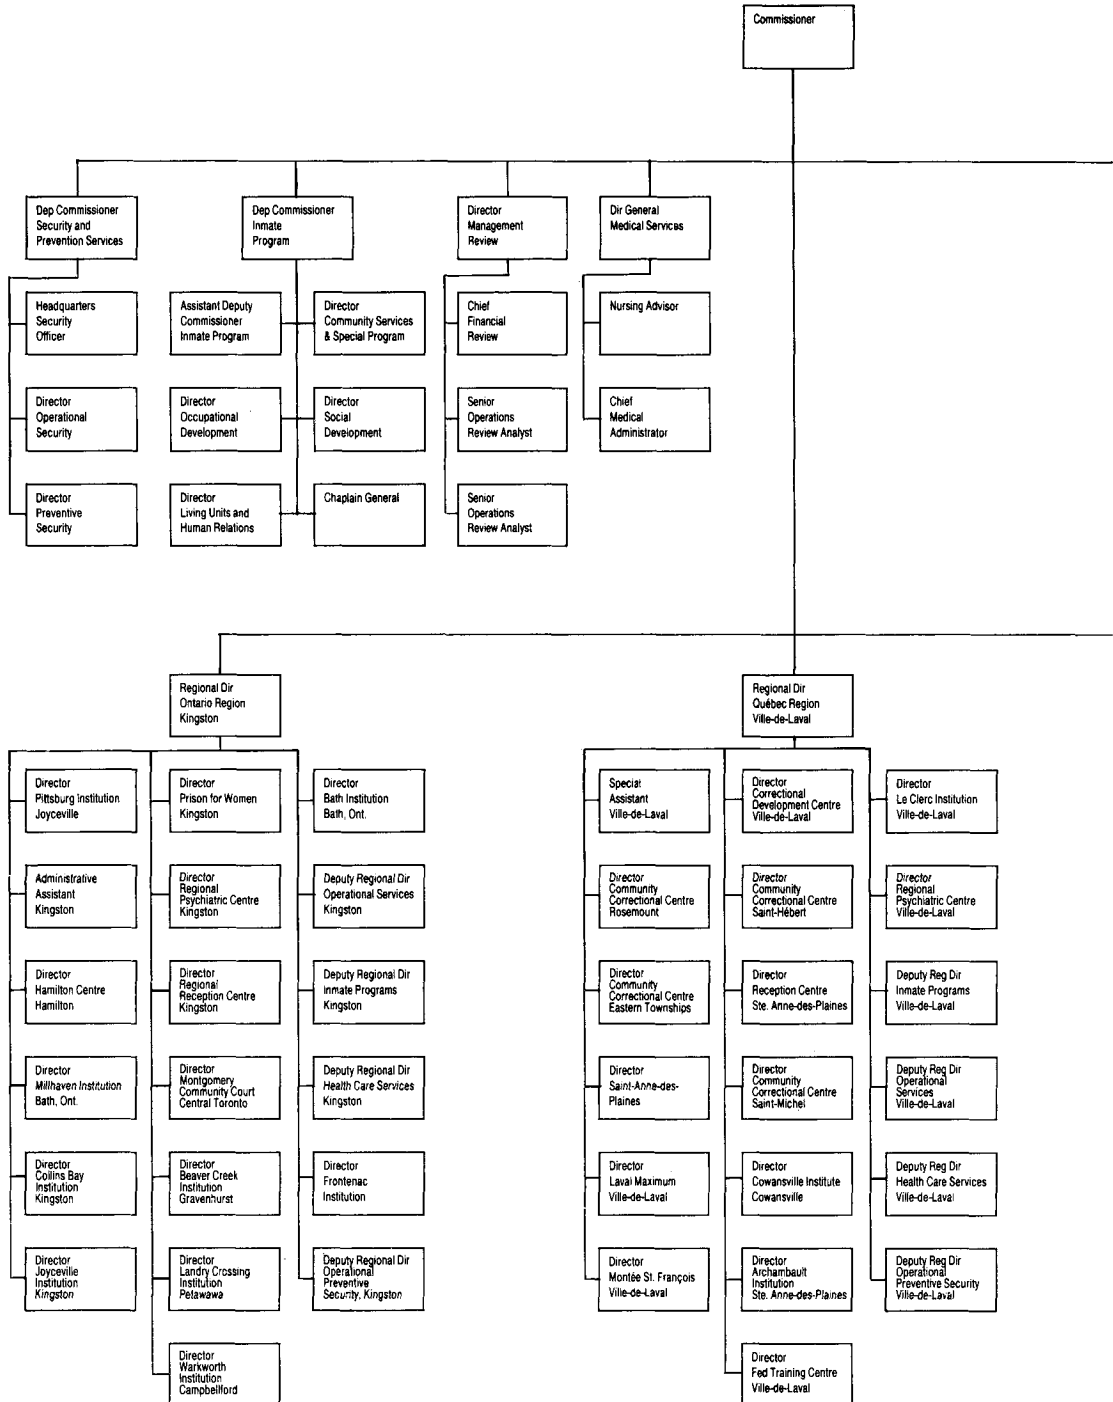 Commissioner
Dep Commissioner
Security and
Prevention Services
Dep Commissioner
Inmate
Program
Director
Management
Review
Dir General
Medical Services
Headquarters
Security
Officer
Assistant Deputy
Commissioner
Inmate Program
Director
Community Services
& Special Program
Chief
Financial
Review
Nursing Advisor
Director
Operational
Security
Director
Occupational
Development
Director
Social
Development
Senior
Operations
Review Analyst
Chief
Medical
Administrator
Director
Preventive
Security
Director
Living Units and
Human Relations
Chaplain General
Senior
Operations
Review Analyst
Regional Dir
Ontario Region
Kingston
Regional Dir
Québec Region
Ville-de-Laval
Director
Pittsburg Institution
Joyceville
Director
Prison for Women
Kingston
Director
Bath Institution
Bath, Ont.
Special
Assistant
Ville-de-Laval
Director
Correctional
Development Centre
Ville-de-Laval
Director
Le Clerc Institution
Ville-de-Laval
Administrative
Assistant
Kingston
Director
Regional
Psychiatric Centre
Kingston
Deputy Regional Dir
Operational Services
Kingston
Director
Community
Correctional Centre
Rosemount
Director
Community
Correctional Centre
Saint-Hébert
Director
Regional
Psychiatric Centre
Ville-de-Laval
Director
Hamilton Centre
Hamilton
Director
Regional
Reception Centre
Kingston
Deputy Regional Dir
Inmate Programs
Kingston
Director
Community
Correctional Centre
Eastern Townships
Director
Reception Centre
Ste. Anne-des-Plaines
Deputy Reg Dir
Inmate Programs
Ville-de-Laval
Director
Millhaven Institution
Bath, Ont.
Director
Montgomery
Community Court
Central Toronto
Deputy Regional Dir
Health Care Services
Kingston
Director
Saint-Anne-des-
Plaines
Director
Community
Correctional Centre
Saint-Michel
Deputy Reg Dir
Operational
Services
Ville-de-Laval
Director
Collins Bay
Institution
Kingston
Director
Beaver Creek
Institution
Gravenhurst
Director
Frontenac
Institution
Director
Laval Maximum
Ville-de-Laval
Director
Cowansville Institute
Cowansville
Deputy Reg Dir
Health Care Services
Ville-de-Laval
Director
Joyceville
Institution
Kingston
Director
Landry Crossing
Institution
Petawawa
Deputy Regional Dir
Operational
Preventive
Security, Kingston
Director
Montée St. François
Ville-de-Laval
Director
Archambault
Institution
Ste. Anne-des-Plaines
Deputy Reg Dir
Operational
Preventive Security
Ville-de-Laval
Director
Warkworth
Institution
Campbellford
Director
Fed Training Centre
Ville-de-Laval